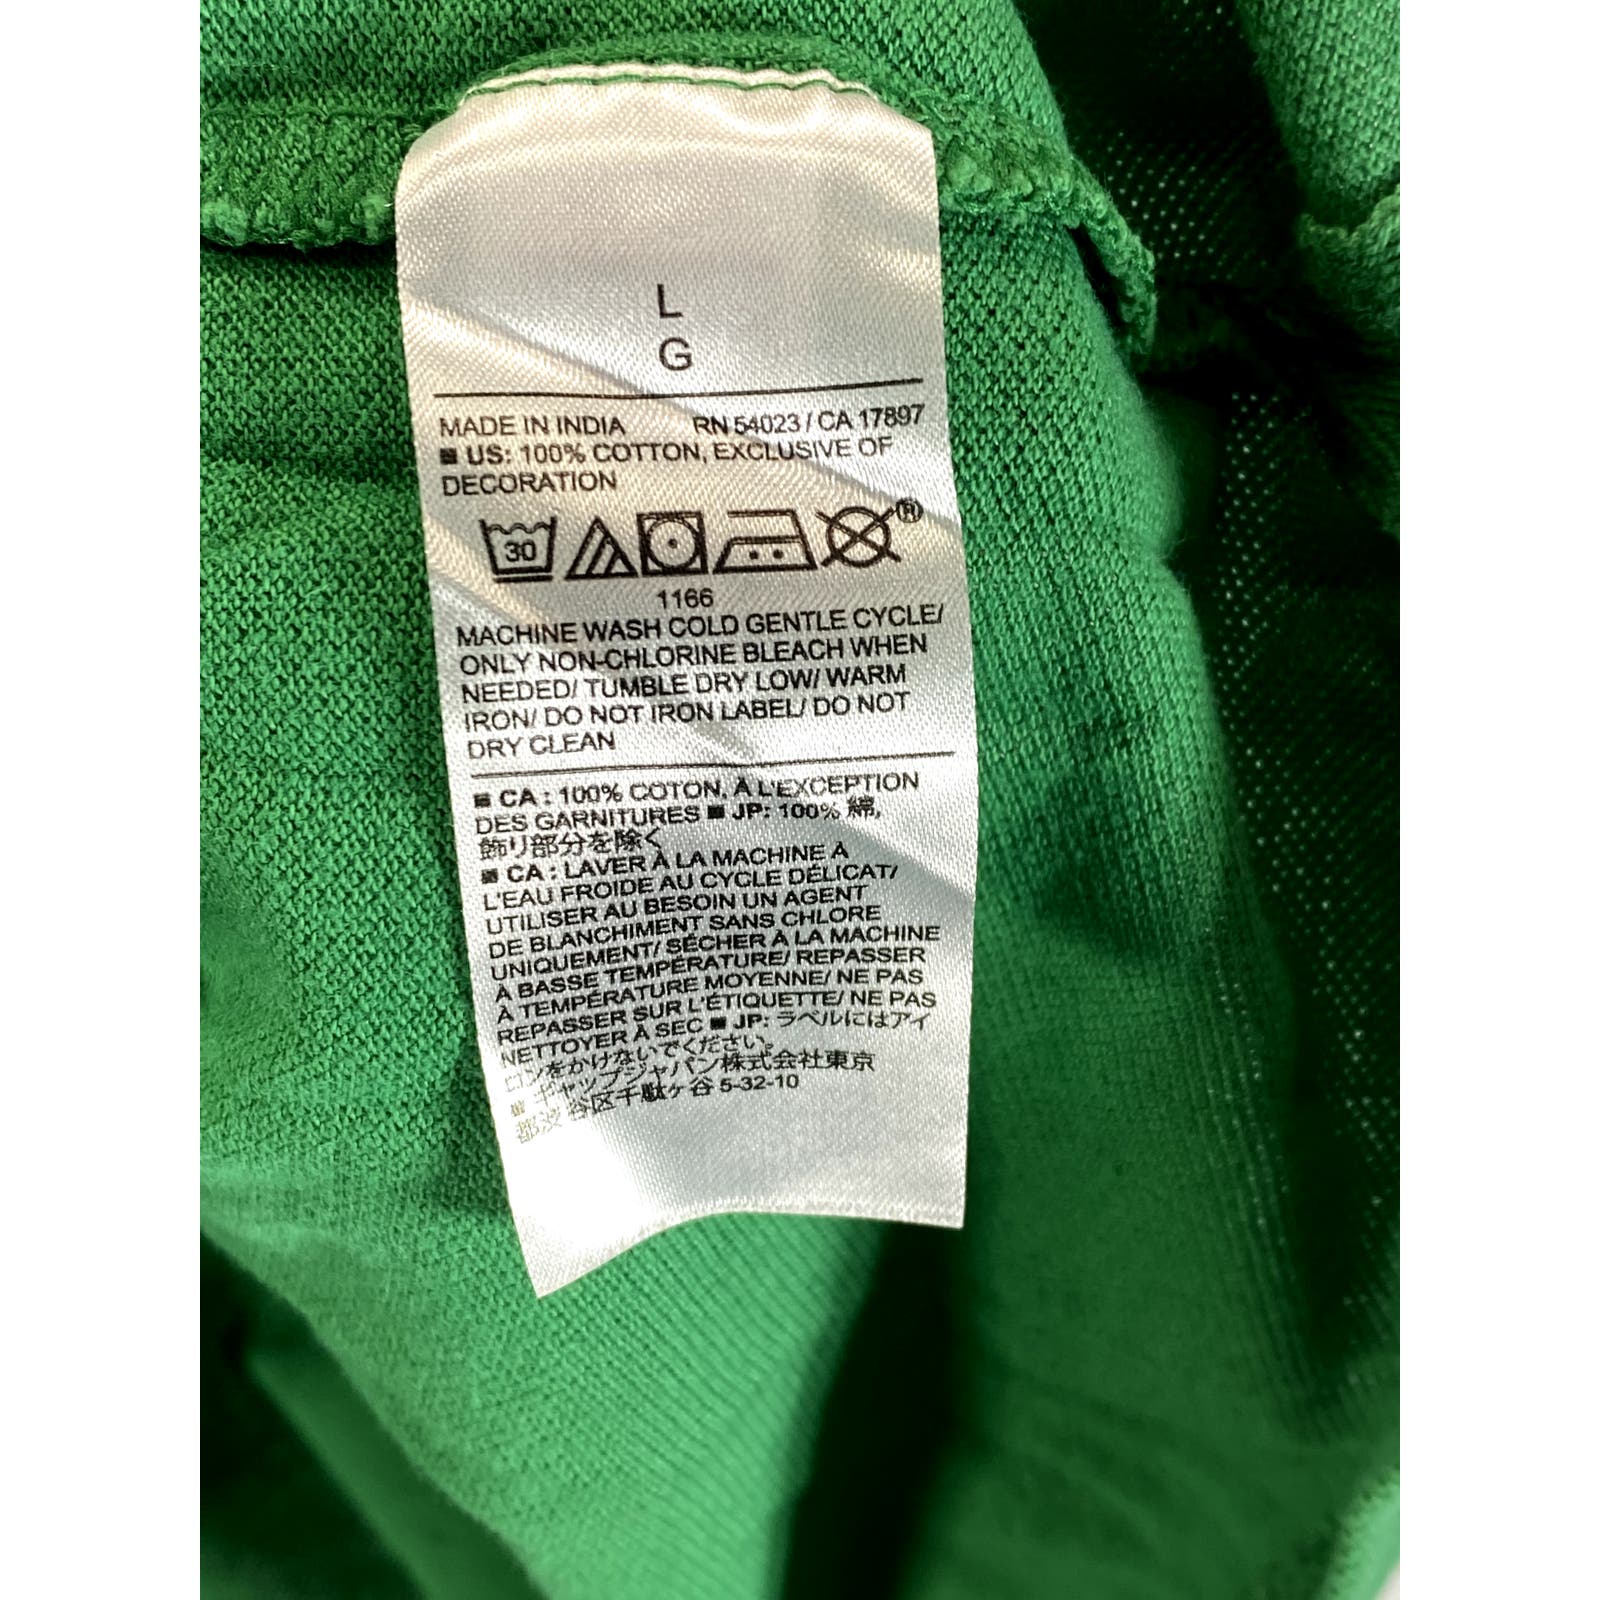 L
G
MADE IN INDIA RN 54023 / CA 17897
■ US: 100% COTTON, EXCLUSIVE OF
DECORATION
30 ®
1166
MACHINE WASH COLD GENTLE CYCLE/
ONLY NON-CHLORINE BLEACH WHEN
NEEDED/ TUMBLE DRY LOW/ WARM
IRON/ DO NOT IRON LABEL/ DO NOT
DRY CLEAN
■ CA : 100% COTON, À L'EXCEPTION
DES GARNITURES ■ JP: 100% 綿,
飾り部分を除く
■ CA : LAVER À LA MACHINE À
L'EAU FROIDE AU CYCLE DÉLICAT/
UTILISER AU BESOIN UN AGENT
DE BLANCHIMENT SANS CHLORE
UNIQUEMENT/ SÉCHER À LA MACHINE
À BASSE TEMPÉRATURE/ REPASSER
À TEMPÉRATURE MOYENNE/ NE PAS
REPASSER SUR L'ÉTIQUETTE/ NE PAS
NETTOYER À SEC ■ JP: ラベルにはアイ
ロンをかけないでください。
■ ギャップジャパン株式会社東京
都渋谷区千駄ヶ谷 5-32-10